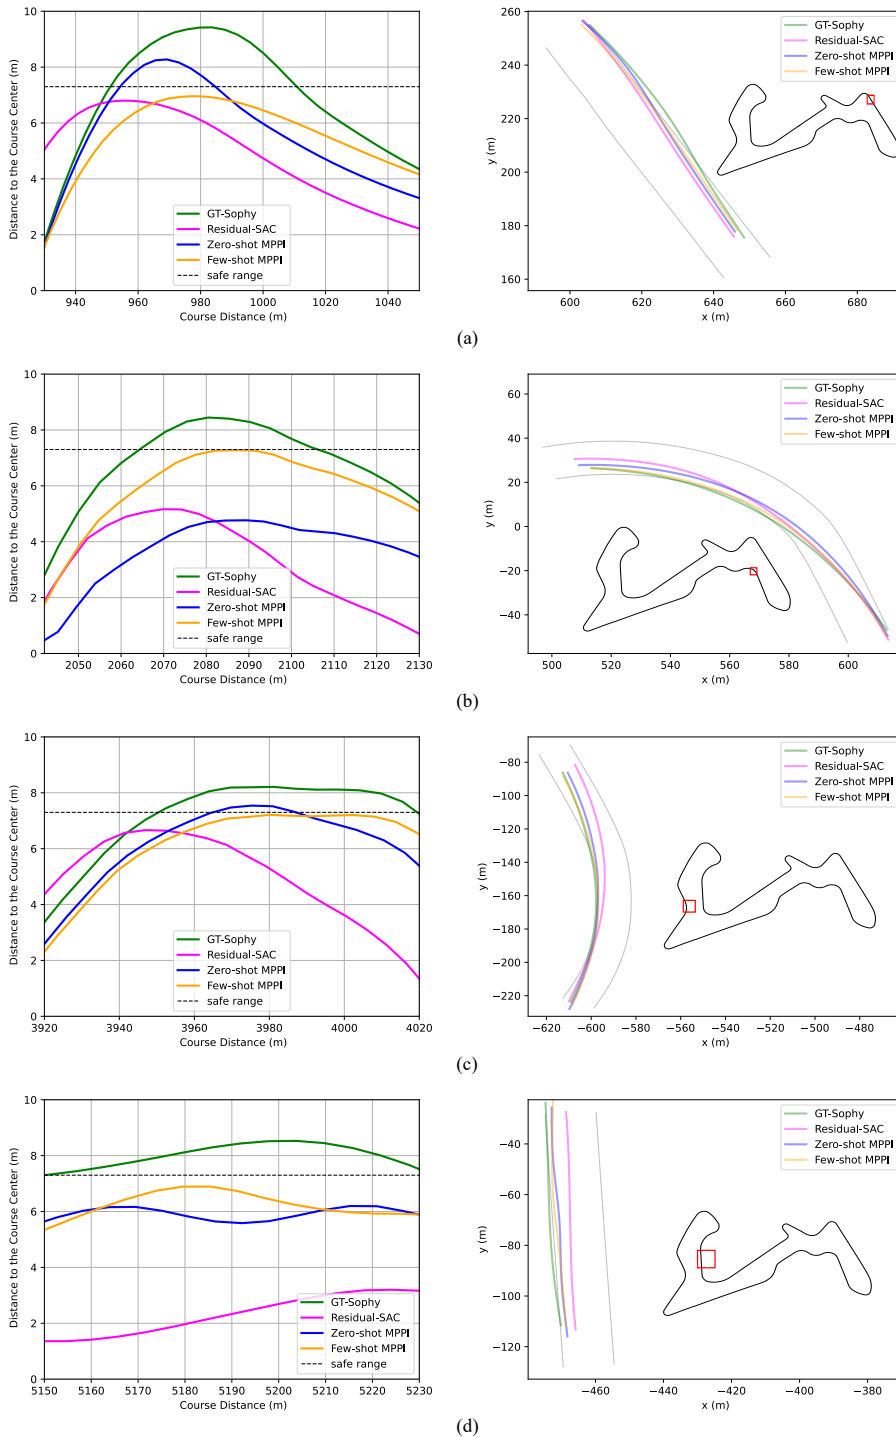 10
8
6
4
2
0
Distance to the Course Center (m)
GT-Sophy
Residual-SAC
Zero-shot MPPI
Few-shot MPPI
safe range
940 960 980 1000 1020 1040
Course Distance (m)
260
240
220
200
180
160
y (m)
GT-Sophy
Residual-SAC
Zero-shot MPPI
Few-shot MPPI
600 620 640 660 680
x (m)
(a)
10
8
6
4
2
0
Distance to the Course Center (m)
GT-Sophy
Residual-SAC
Zero-shot MPPI
Few-shot MPPI
safe range
2050 2060 2070 2080 2090 2100 2110 2120 2130
Course Distance (m)
60
40
20
0
−20
−40
y (m)
GT-Sophy
Residual-SAC
Zero-shot MPPI
Few-shot MPPI
500 520 540 560 580 600
x (m)
(b)
10
8
6
4
2
0
Distance to the Course Center (m)
GT-Sophy
Residual-SAC
Zero-shot MPPI
Few-shot MPPI
safe range
3920 3940 3960 3980 4000 4020
Course Distance (m)
−80
−100
−120
−140
−160
−180
−200
−220
y (m)
GT-Sophy
Residual-SAC
Zero-shot MPPI
Few-shot MPPI
−620 −600 −580 −560 −540 −520 −500 −480
x (m)
(c)
10
8
6
4
2
0
Distance to the Course Center (m)
GT-Sophy
Residual-SAC
Zero-shot MPPI
Few-shot MPPI
safe range
5150 5160 5170 5180 5190 5200 5210 5220 5230
Course Distance (m)
−40
−60
−80
−100
−120
y (m)
GT-Sophy
Residual-SAC
Zero-shot MPPI
Few-shot MPPI
−460 −440 −420 −400 −380
x (m)
(d)